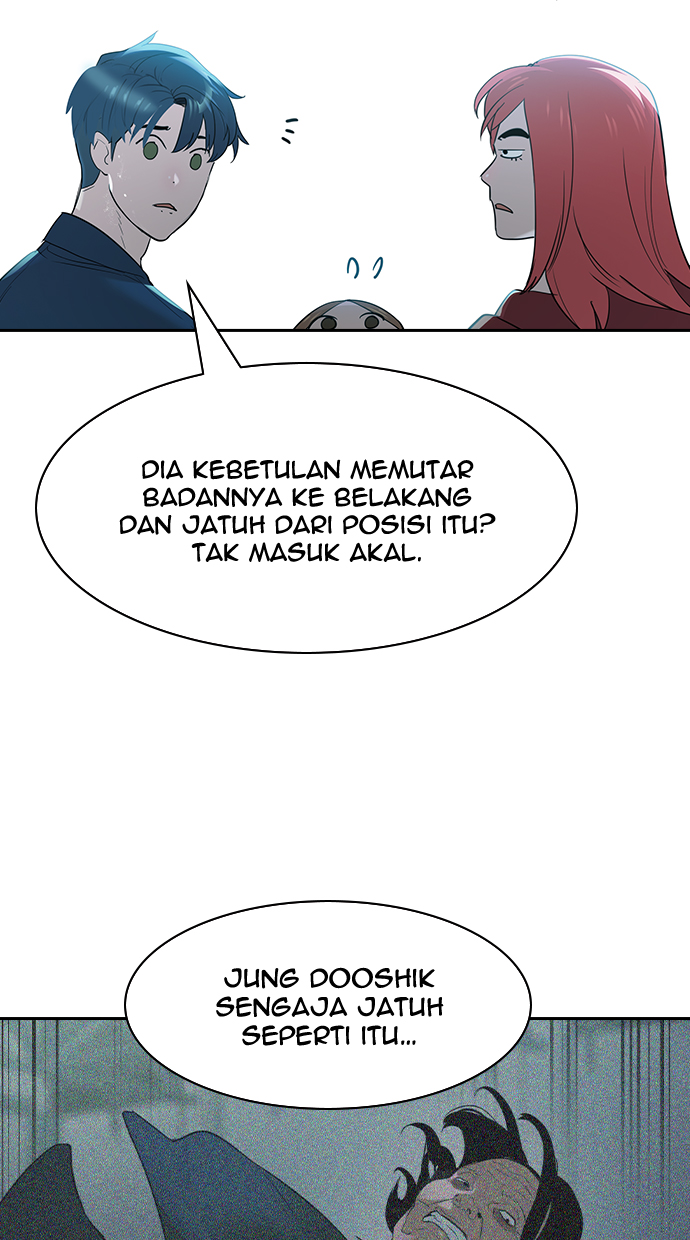 DIA KEBETULAN MEMUTAR
BADANNYA KE BELAKANG
DAN JATUH DARI POSISI ITU?
TAK MASUK AKAL.
JUNG DOOSHIK
SENGAJA JATUH
SEPERTI ITU...